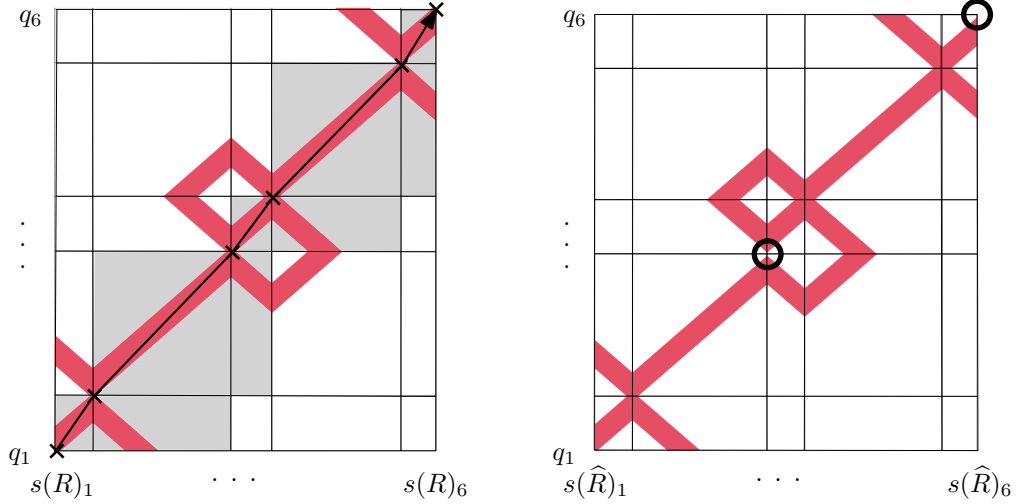 q₆ q₆
⋮ ⋮
q₁ q₁
s(R)₁ · · · s(R)₆ s(R̂)₁ · · · s(R̂)₆